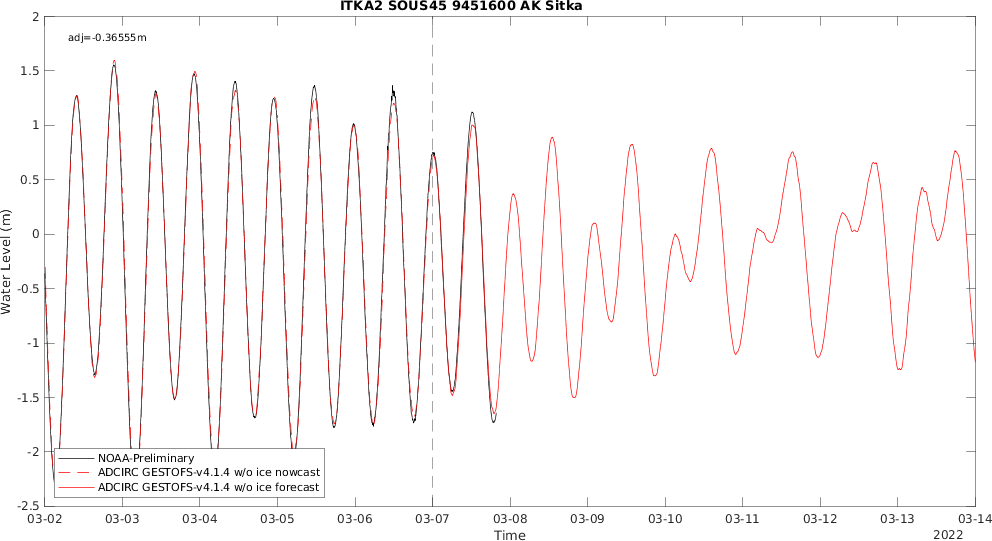 ITKA2 SOUS45 9451600 AK Sitka
adj=-0.36555m
Water Level (m)
2
1.5
1
0.5
0
-0.5
-1
-1.5
-2
-2.5
NOAA-Preliminary
ADCIRC GESTOFS-v4.1.4 w/o ice nowcast
ADCIRC GESTOFS-v4.1.4 w/o ice forecast
03-02 03-03 03-04 03-05 03-06 03-07 03-08 03-09 03-10 03-11 03-12 03-13 03-14
Time
2022